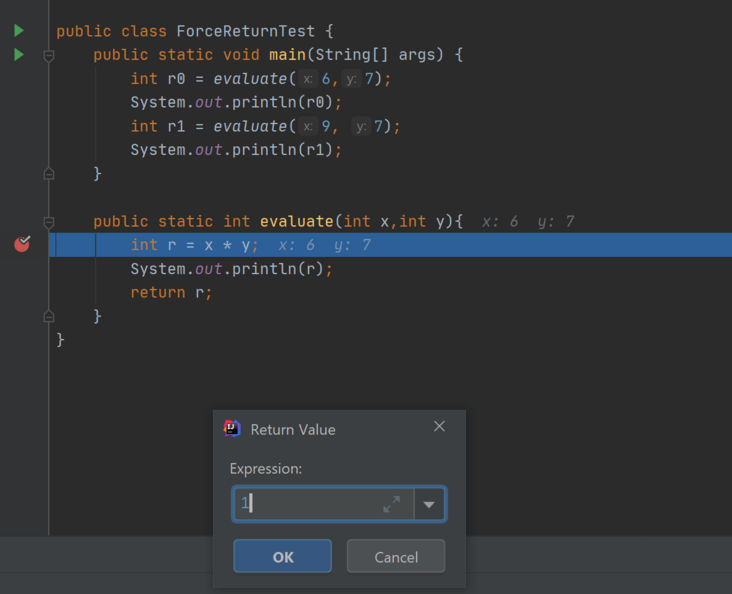 public class ForceReturnTest {
public static void main(String[] args) {
int r0 = evaluate( x: 6, y: 7);
System.out.println(r0);
int r1 = evaluate( x: 9, y: 7);
System.out.println(r1);
}
public static int evaluate(int x,int y){ x: 6 y: 7
int r = x * y; x: 6 y: 7
System.out.println(r);
return r;
}
}
IJ Return Value
Expression:
1
OK Cancel